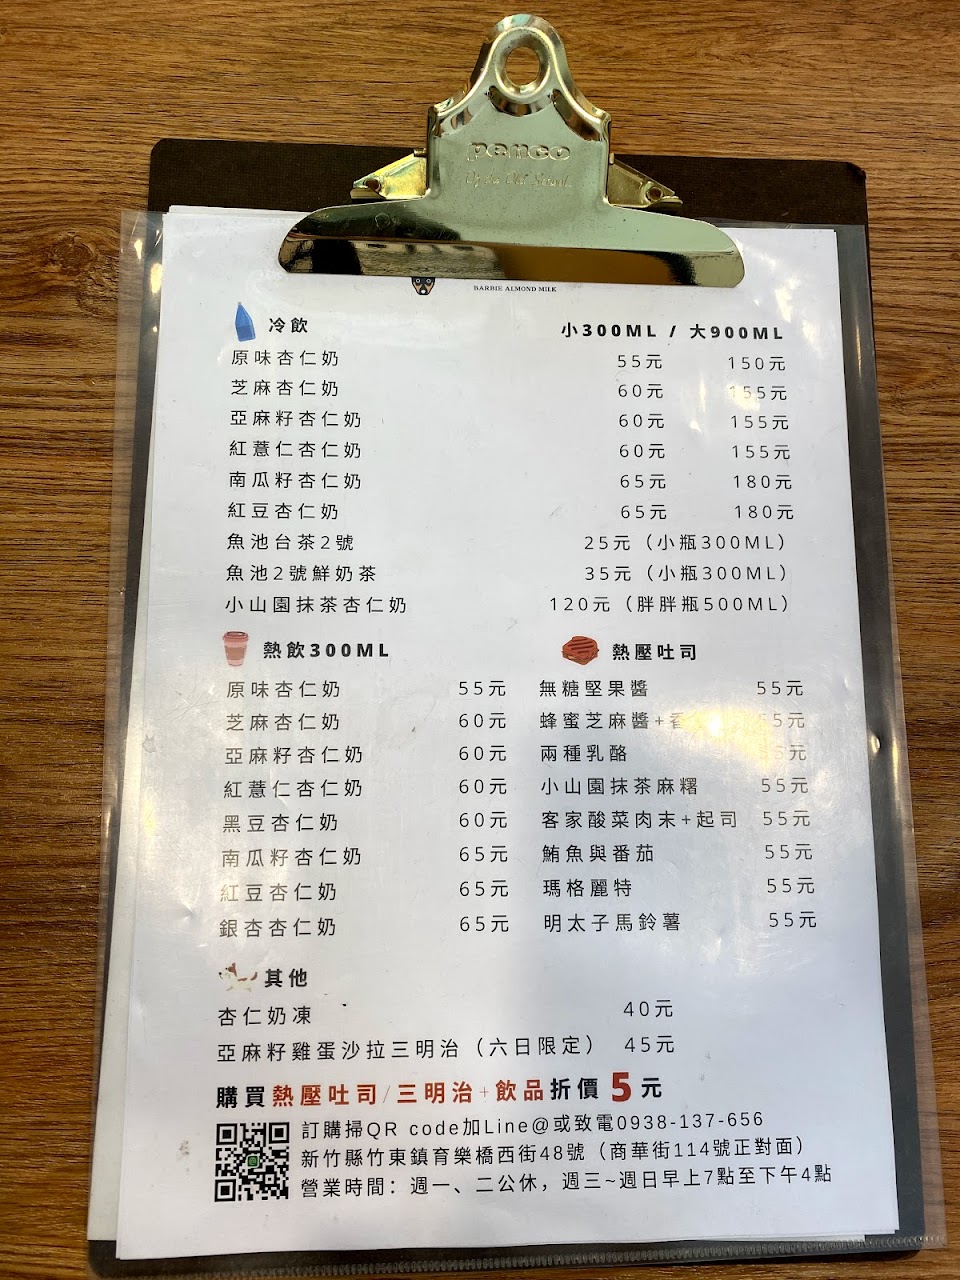 penco
BARBIE ALMOND MILK
冷飲 小300ML / 大900ML
原味杏仁奶 55元 150元
芝麻杏仁奶 60元 155元
亞麻籽杏仁奶 60元 155元
紅薏仁杏仁奶 60元 155元
南瓜籽杏仁奶 65元 180元
紅豆杏仁奶 65元 180元
魚池台茶2號 25元（小瓶300ML）
魚池2號鮮奶茶 35元（小瓶300ML）
小山園抹茶杏仁奶 120元（胖胖瓶500ML）
熱飲300ML
原味杏仁奶 55元
芝麻杏仁奶 60元
亞麻籽杏仁奶 60元
紅薏仁杏仁奶 60元
黑豆杏仁奶 60元
南瓜籽杏仁奶 65元
紅豆杏仁奶 65元
銀杏杏仁奶 65元
熱壓吐司
無糖堅果醬 55元
蜂蜜芝麻醬+香 55元
兩種乳酪 元
小山園抹茶麻糬 55元
客家酸菜肉末+起司 55元
鮪魚與番茄 55元
瑪格麗特 55元
明太子馬鈴薯 55元
其他
杏仁奶凍 40元
亞麻籽雞蛋沙拉三明治（六日限定） 45元
購買熱壓吐司/三明治+飲品折價 5 元
訂購掃QR code加Line@或致電0938-137-656
新竹縣竹東鎮育樂橋西街48號（商華街114號正對面）
營業時間：週一、二公休，週三~週日早上7點至下午4點